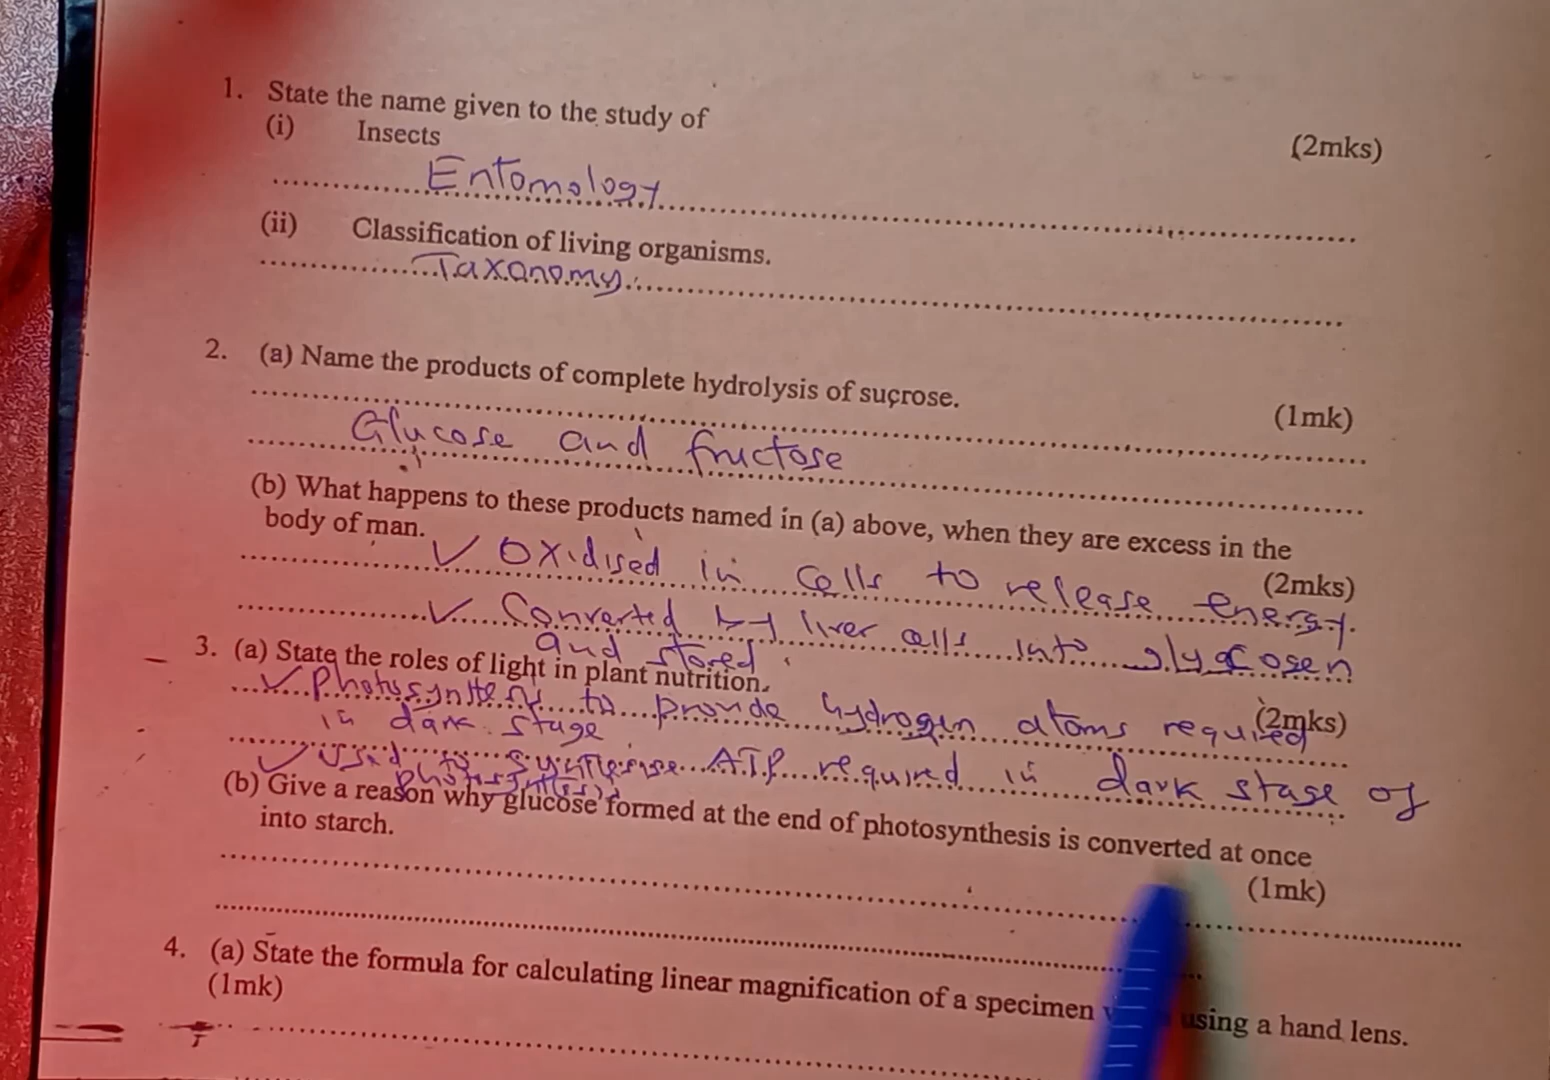 1. State the name given to the study of
(i) Insects
(2mks)
Entomology
(ii) Classification of living organisms.
Taxonomy
2. (a) Name the products of complete hydrolysis of sucrose.
(1mk)
Glucose and fructose
(b) What happens to these products named in (a) above, when they are excess in the
body of man.
(2mks)
✓ Oxidised in cells to release energy.
✓ Converted by liver cells into glycogen
and stored.
3. (a) State the roles of light in plant nutrition.
(2mks)
✓ Photosynthesis to provide hydrogen atoms required
in dark stage
✓ used to synthesise ATP required in dark stage of
photosynthesis
(b) Give a reason why glucose formed at the end of photosynthesis is converted at once
into starch.
(1mk)
4. (a) State the formula for calculating linear magnification of a specimen using a hand lens.
(1mk)